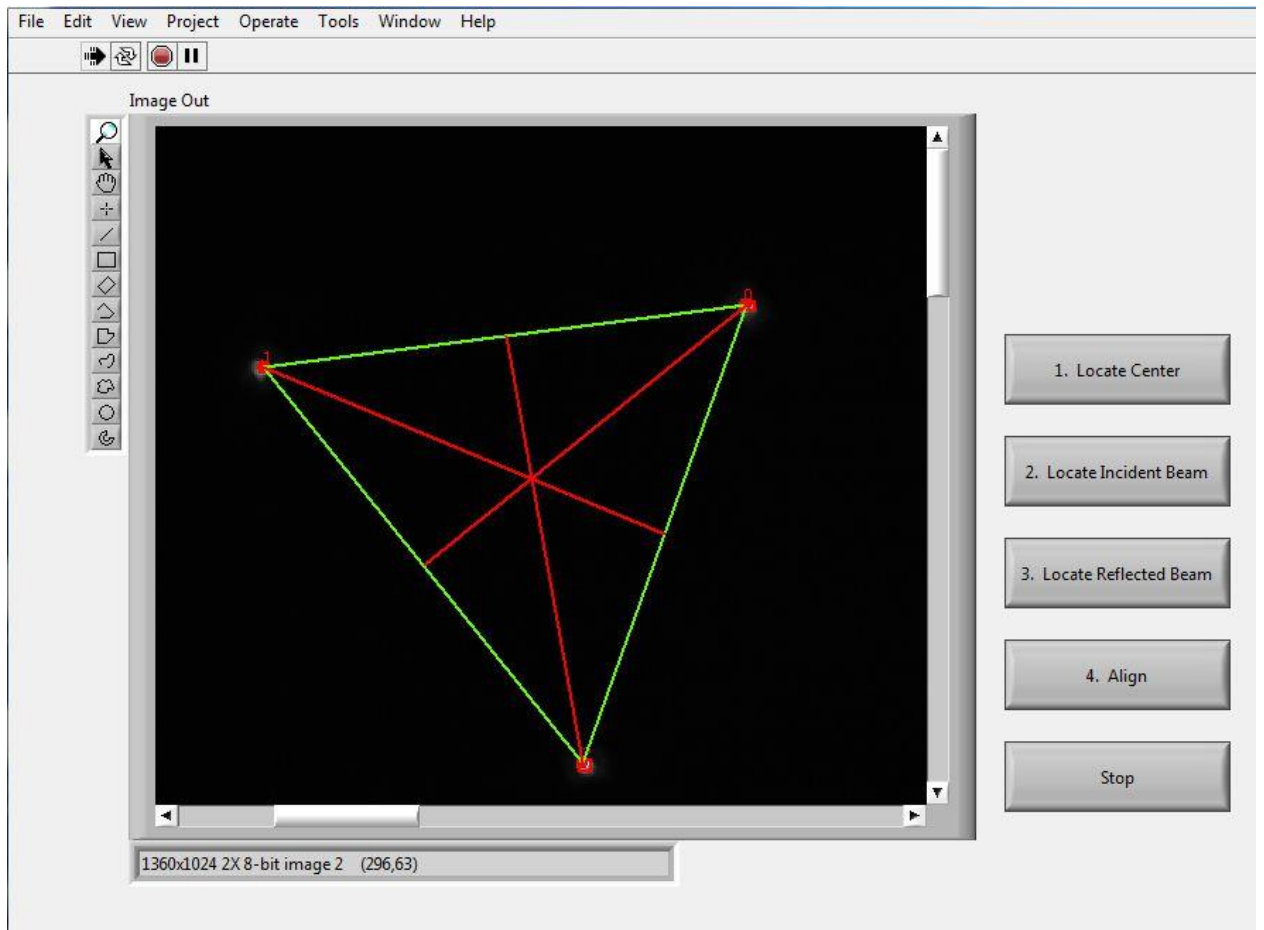 File Edit View Project Operate Tools Window Help
Image Out
0
1
1. Locate Center
2. Locate Incident Beam
3. Locate Reflected Beam
4. Align
Stop
1360x1024 2X 8-bit image 2 (296,63)